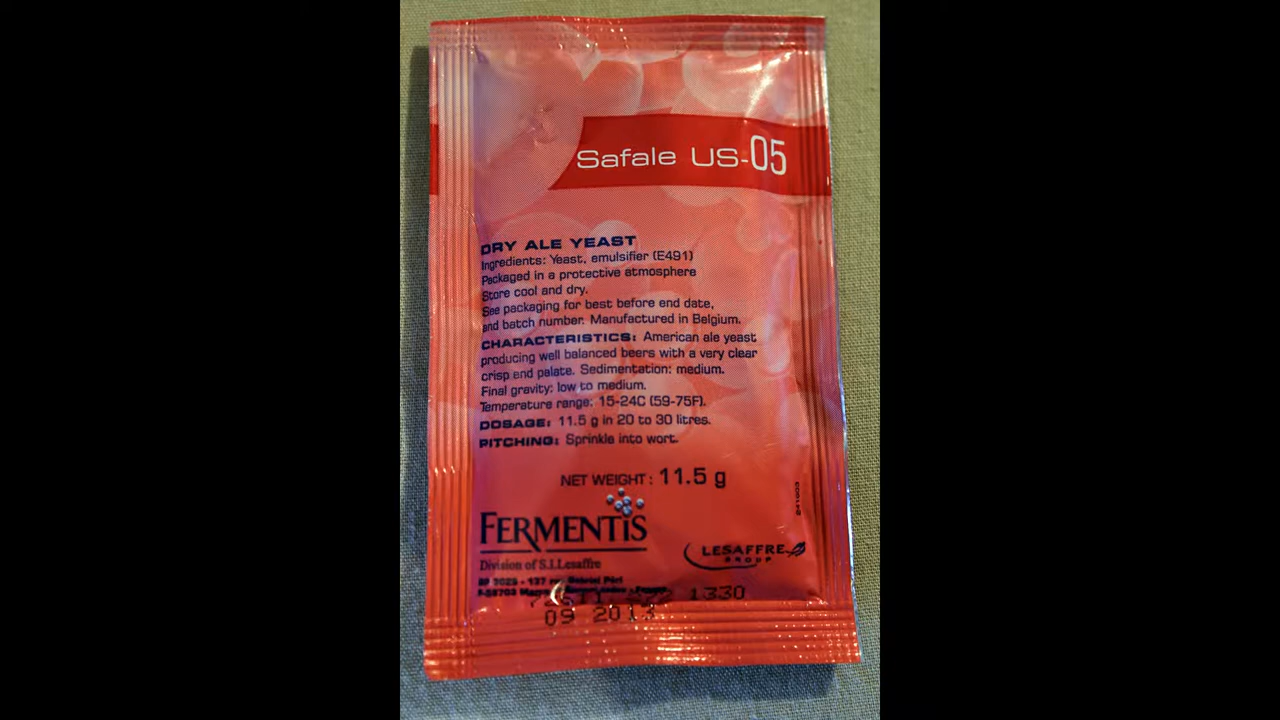 Safale US-05
DRY ALE YEAST
Ingredients: Yeast, emulsifier (E491)
Packaged in a protective atmosphere
Store cool and dry.
See packaging for best before end date,
and batch number. Manufactured in Belgium.
CHARACTERISTICS: American ale yeast
producing well balanced beers with a very clear
crisp end palate. Sedimentation: medium.
Final gravity: low to medium.
Temperature range: 15-24C (59-75F).
DOSAGE: 11.5 g in 20 to 30 litres.
PITCHING: Sprinkle into wort.
NET WEIGHT: 11.5 g
241003
FERMENTIS
Division of S.I.Lesaffre
LESAFFRE
GROUP
137 Gabriel Péri
1330
09 2013